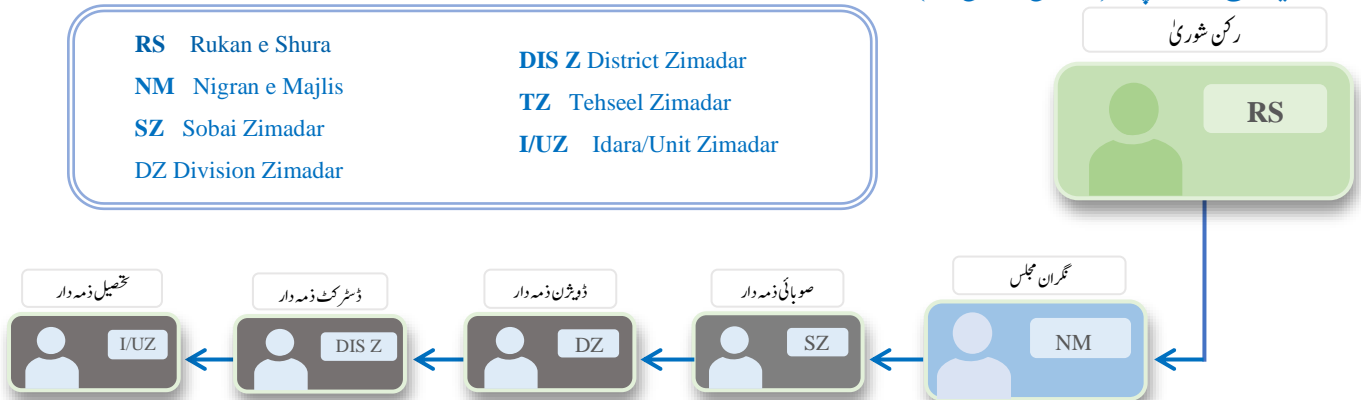 RS Rukan e Shura
NM Nigran e Majlis
SZ Sobai Zimadar
DZ Division Zimadar
DIS Z District Zimadar
TZ Tehseel Zimadar
I/UZ Idara/Unit Zimadar
رکن شوریٰ
RS
نگران مجلس
NM
صوبائی ذمہ دار
SZ
ڈویژن ذمہ دار
DZ
ڈسٹرکٹ ذمہ دار
DIS Z
تحصیل ذمہ دار
I/UZ